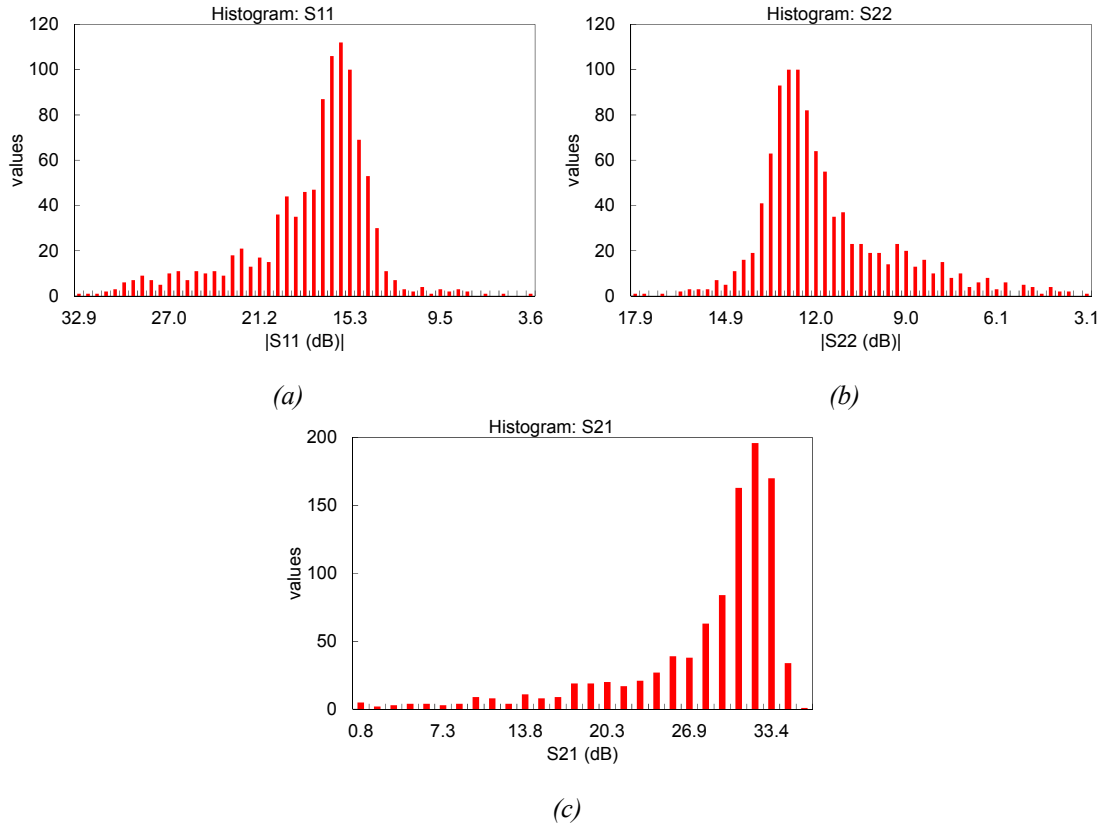 Histogram: S11
120
100
80
60
40
20
0
values
32.9 27.0 21.2 15.3 9.5 3.6
|S11 (dB)|
(a)
Histogram: S22
120
100
80
60
40
20
0
values
17.9 14.9 12.0 9.0 6.1 3.1
|S22 (dB)|
(b)
Histogram: S21
200
150
100
50
0
values
0.8 7.3 13.8 20.3 26.9 33.4
S21 (dB)
(c)